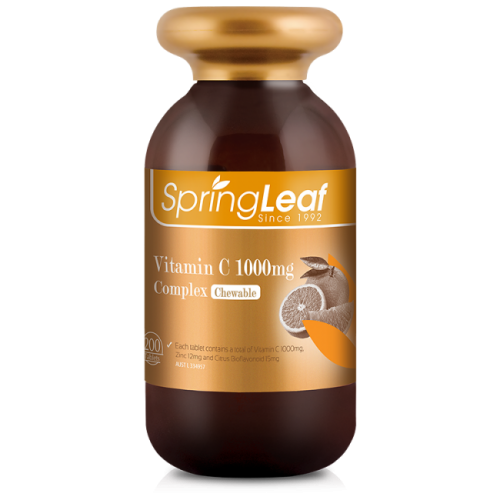 SpringLeaf
Since 1992
Vitamin C 1000mg
Complex Chewable
200
Tablets
✓ Each tablet contains a total of Vitamin C 1000mg,
Zinc 12mg and Citrus Bioflavonoid 15mg